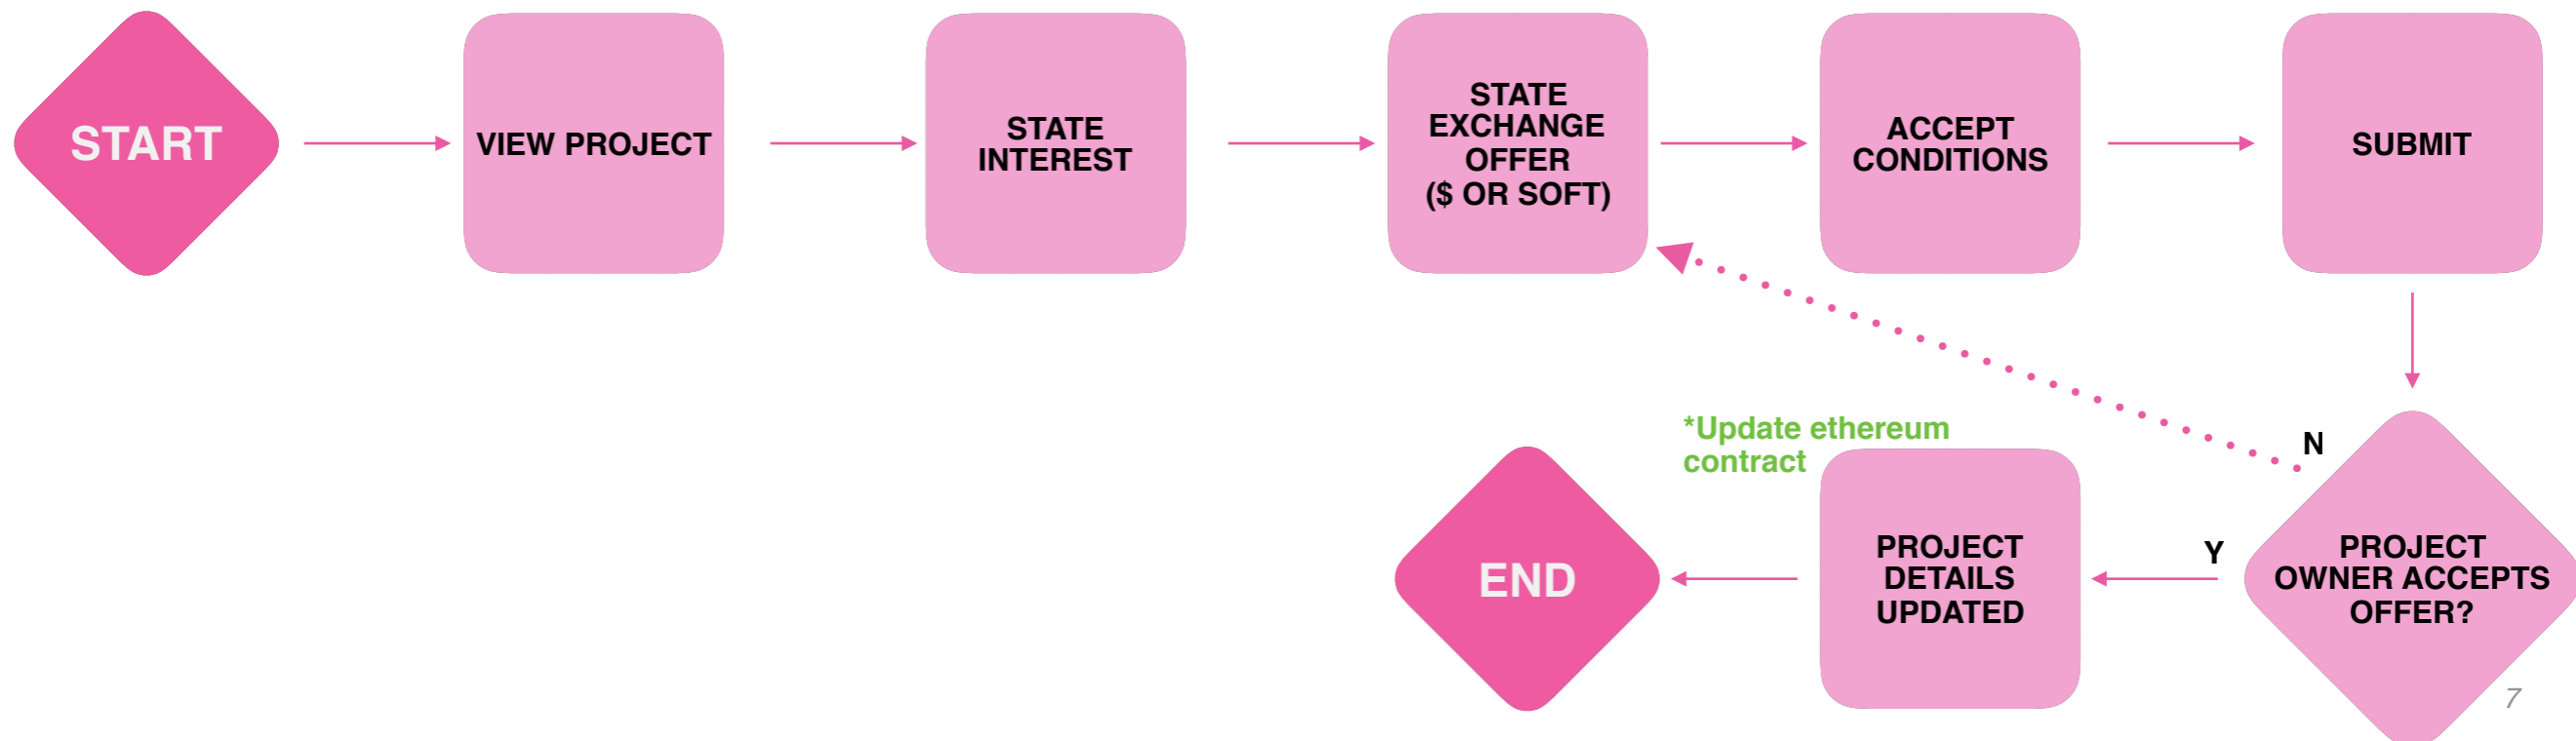 START
VIEW PROJECT
STATE
INTEREST
STATE
EXCHANGE
OFFER
($ OR SOFT)
ACCEPT
CONDITIONS
SUBMIT
N
PROJECT
OWNER ACCEPTS
OFFER?
Y
*Update ethereum
contract
PROJECT
DETAILS
UPDATED
END
7